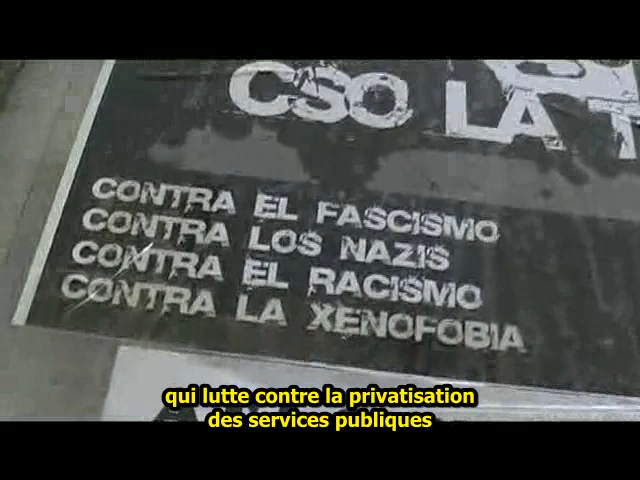 CSO LA T
CONTRA EL FASCISMO
CONTRA LOS NAZIS
CONTRA EL RACISMO
CONTRA LA XENOFOBIA
qui lutte contre la privatisation
des services publiques